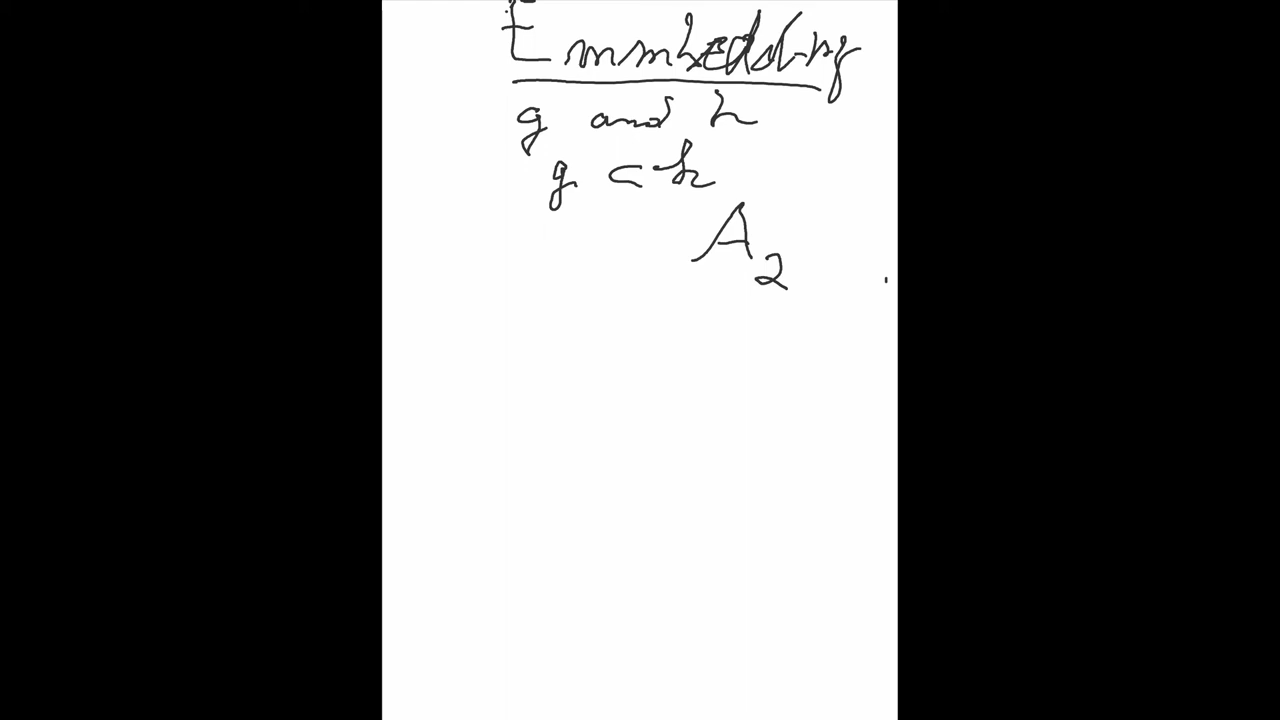 Emmbedding
g and h
g ⊂ h
A₂